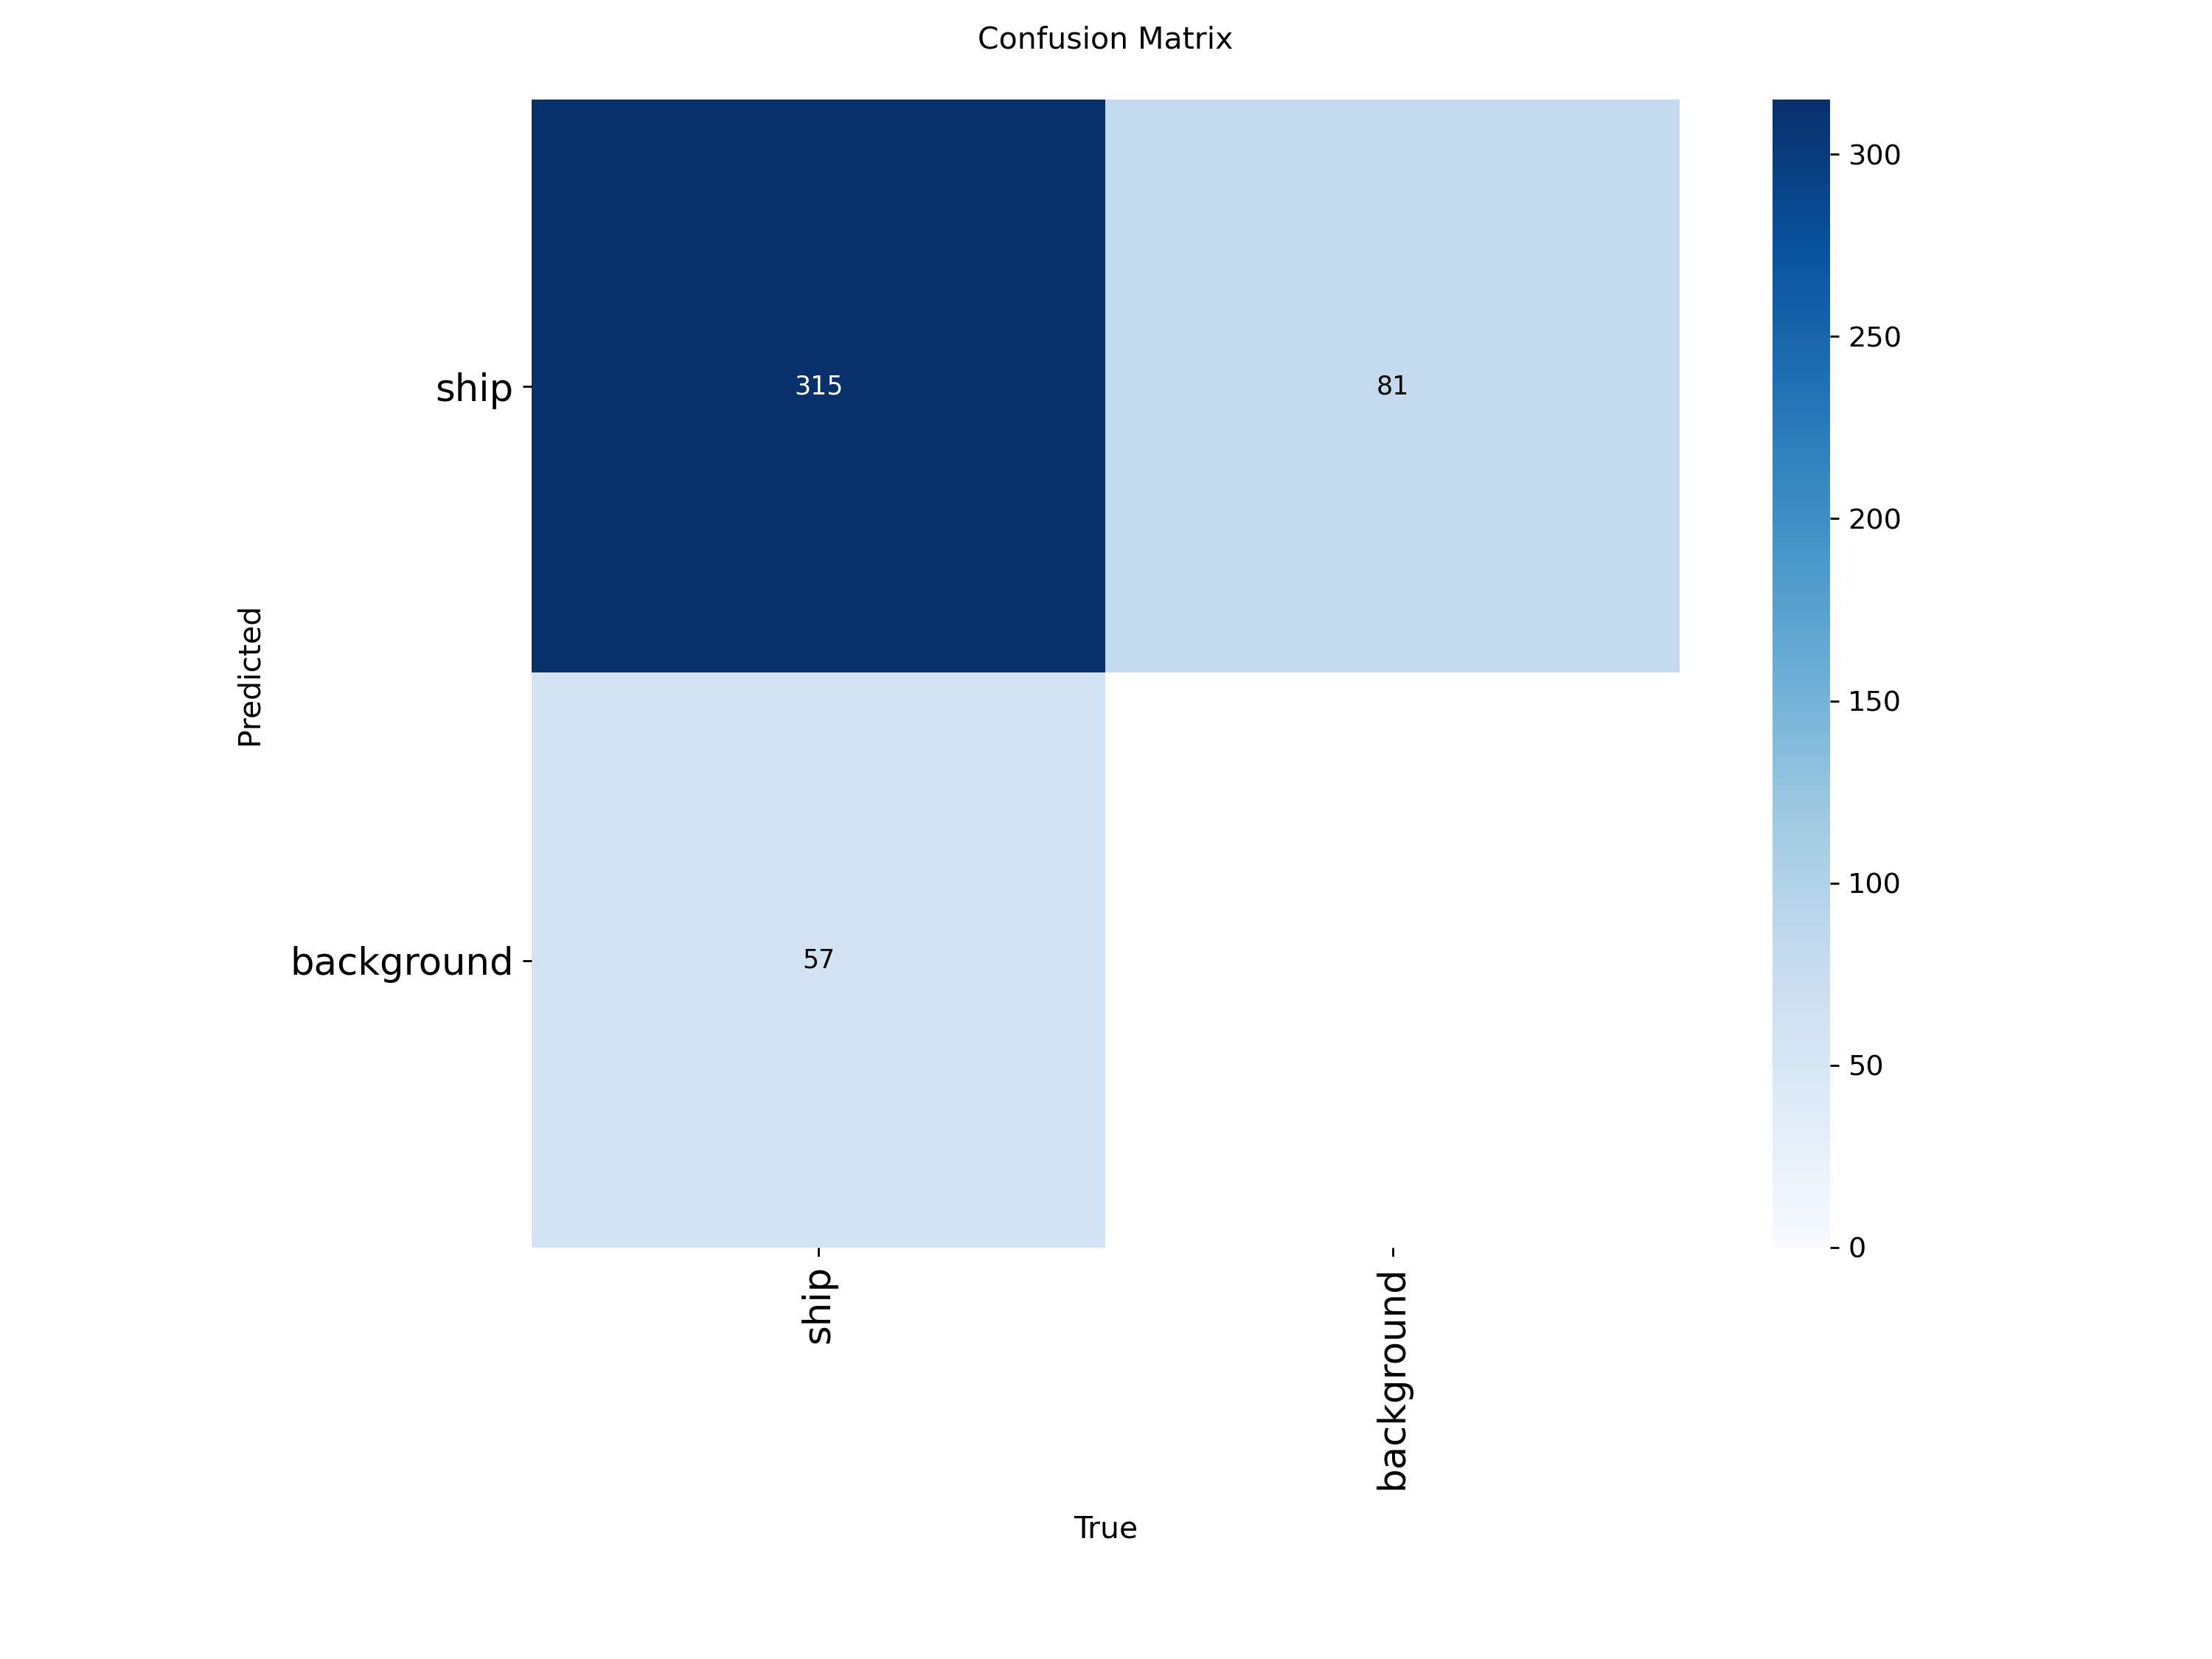 Confusion Matrix
Predicted
ship
background
315
81
57
ship
background
True
300
250
200
150
100
50
0